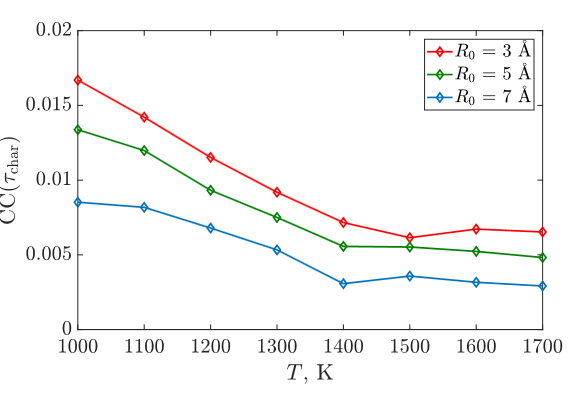 0.02
0.015
0.01
0.005
0
CC(τchar)
1000 1100 1200 1300 1400 1500 1600 1700
T, K
R0 = 3 Å
R0 = 5 Å
R0 = 7 Å